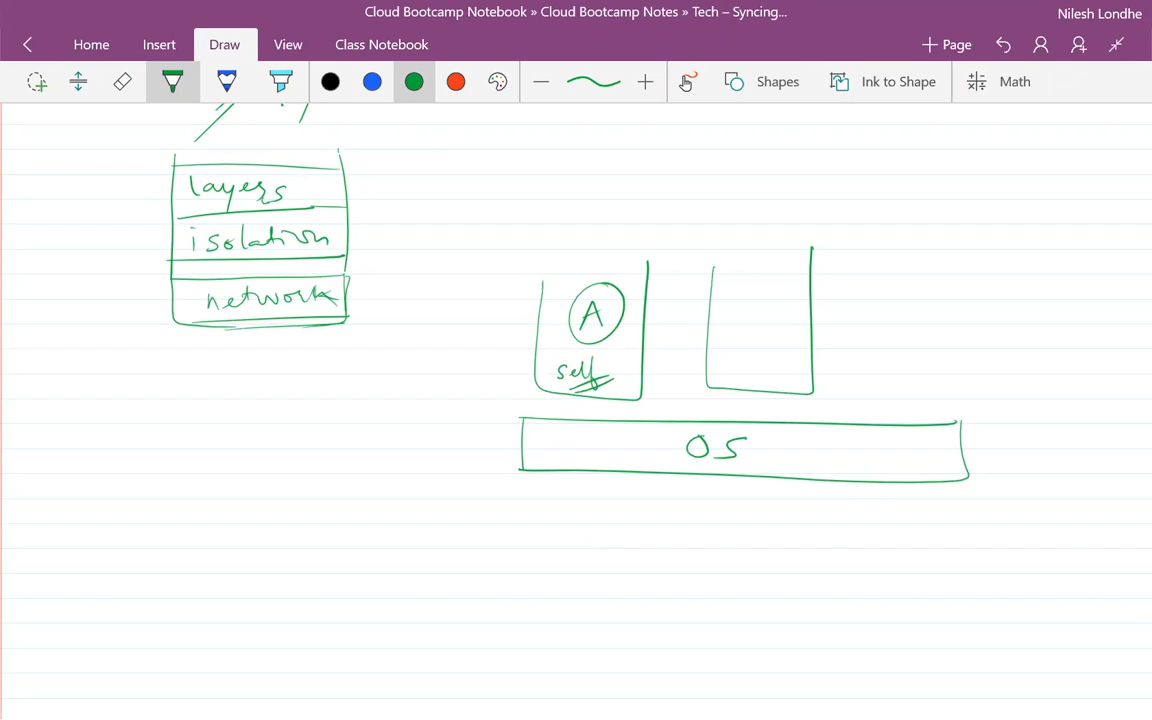 Cloud Bootcamp Notebook » Cloud Bootcamp Notes » Tech – Syncing...
Nilesh Londhe
Home Insert Draw View Class Notebook Page
Shapes Ink to Shape Math
layers
isolation
network
A
self
OS